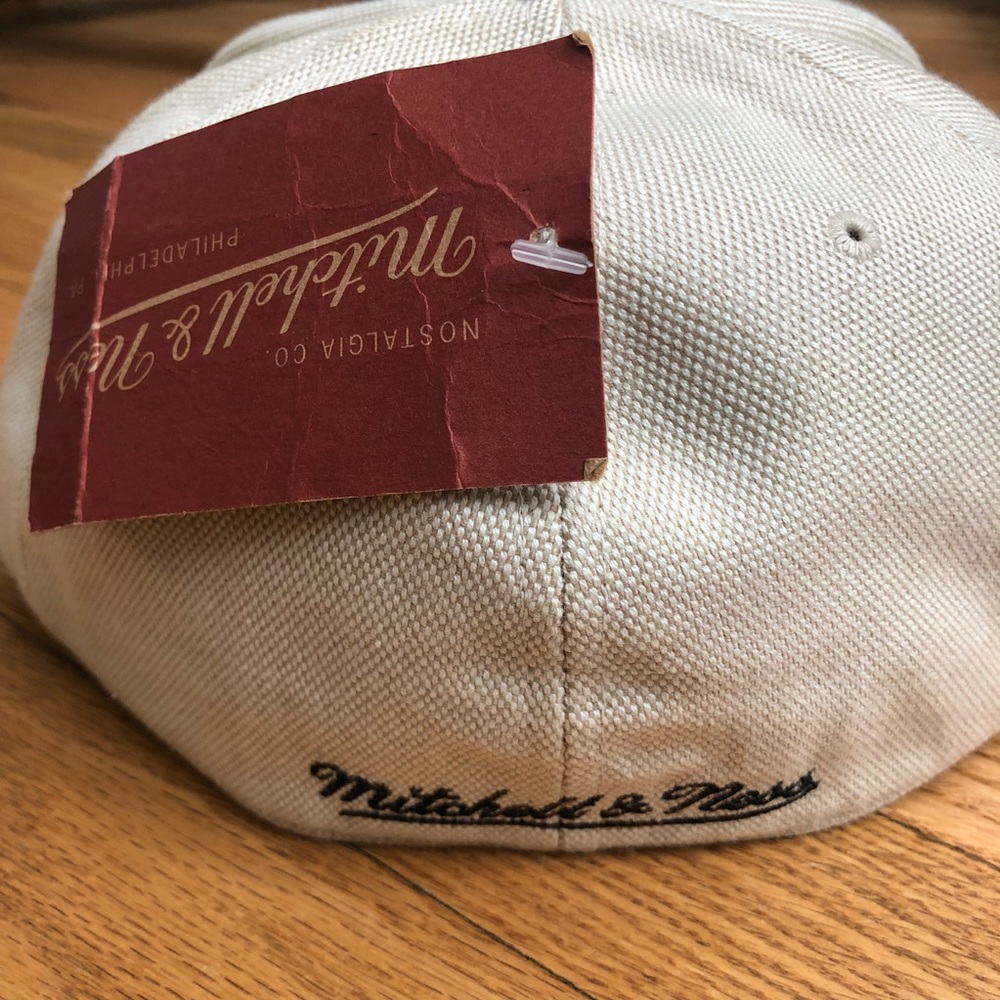 NOSTALGIA CO.
Mitchell & Ness
PHILADELPHIA, PA
Mitchell & Ness